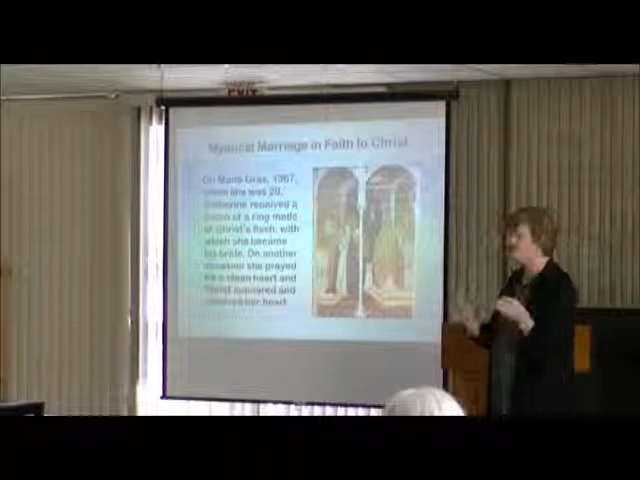 EXIT
Mystical Marriage in Faith to Christ
On Mardi Gras, 1367,
when she was 20,
Catherine received a
vision of a ring made
of Christ's flesh, with
which she became
his bride. On another
occasion she prayed
for a clean heart and
Christ appeared and
removed her heart